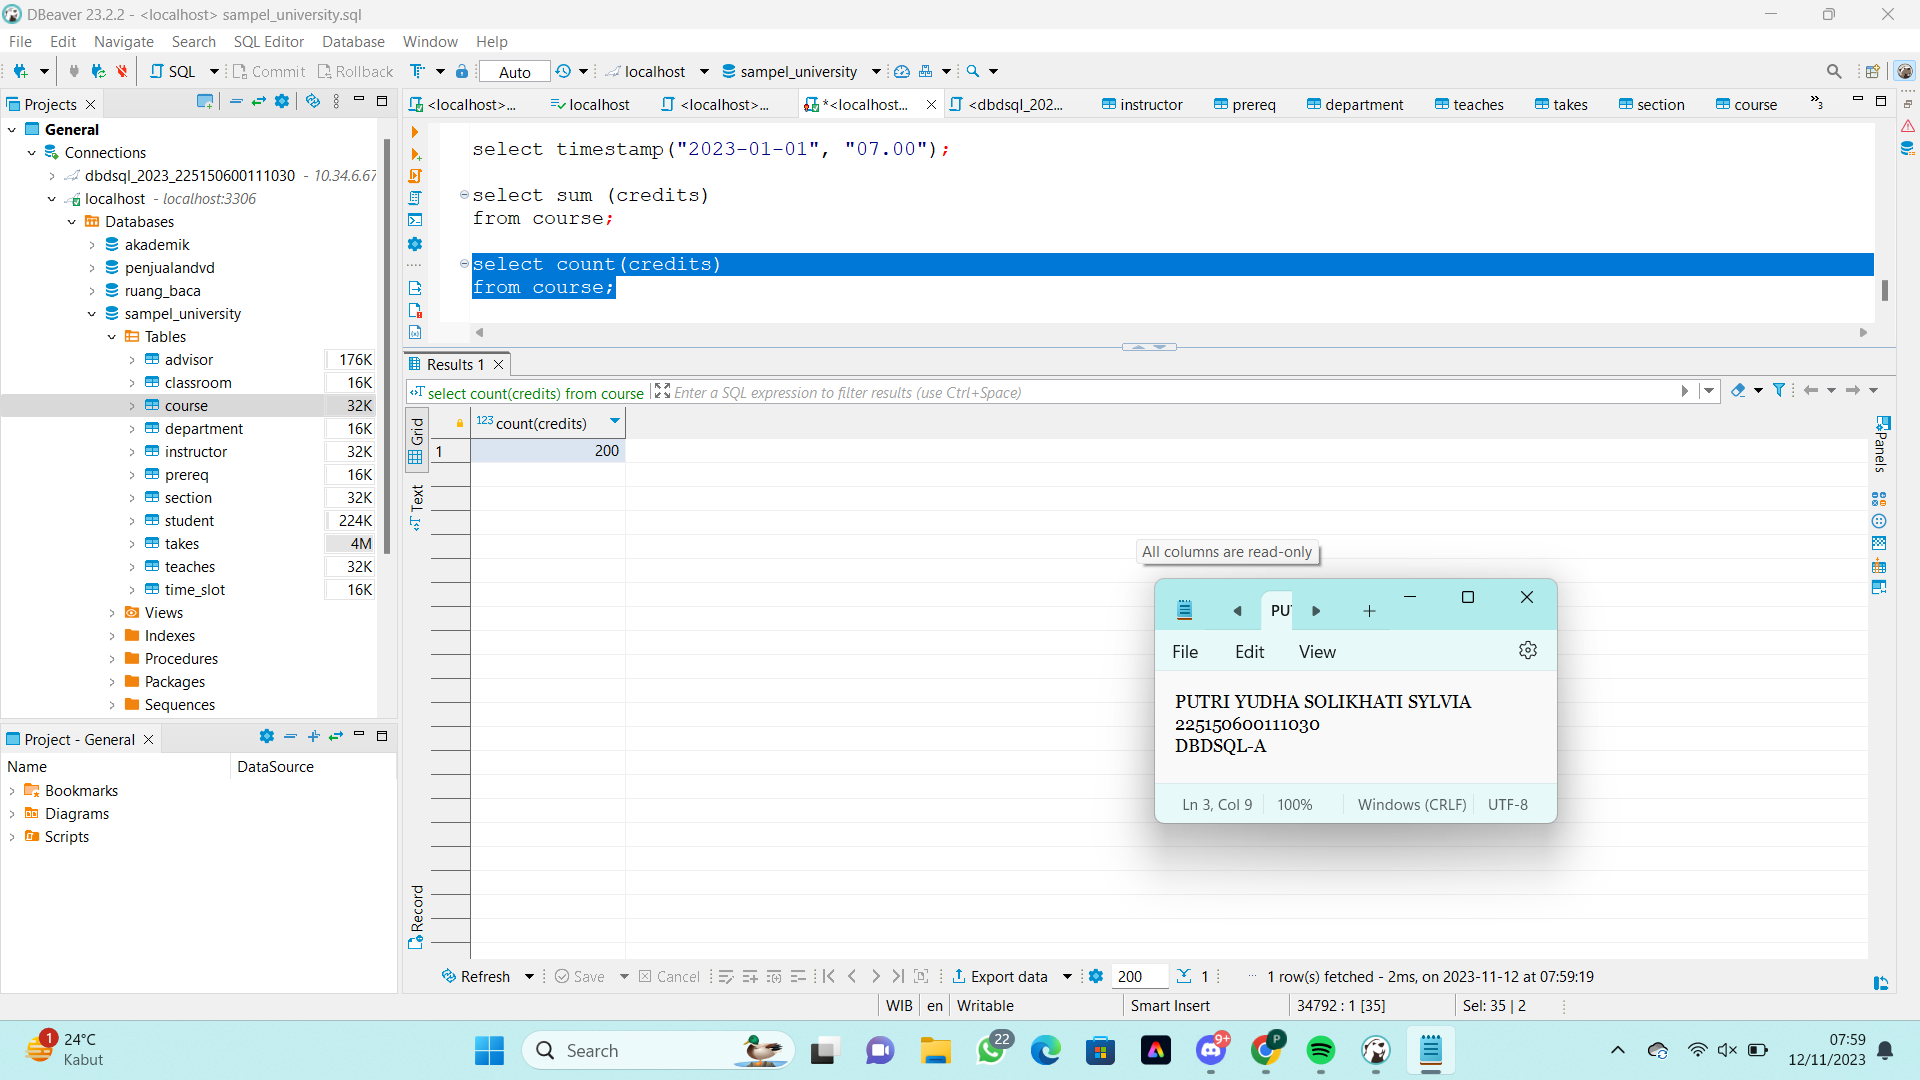 DBeaver 23.2.2 - <localhost> sampel_university.sql
File Edit Navigate Search SQL Editor Database Window Help
SQL Commit Rollback Auto localhost sampel_university
Projects
<localhost>... localhost <localhost>... *<localhost... <dbdsql_202... instructor prereq department teaches takes section course »3
General
Connections
dbdsql_2023_225150600111030 - 10.34.6.67
localhost - localhost:3306
Databases
akademik
penjualandvd
ruang_baca
sampel_university
Tables
advisor 176K
classroom 16K
course 32K
department 16K
instructor 32K
prereq 16K
section 32K
student 224K
takes 4M
teaches 32K
time_slot 16K
Views
Indexes
Procedures
Packages
Sequences
select timestamp("2023-01-01", "07.00");
select sum (credits)
from course;
select count(credits)
from course;
Results 1
select count(credits) from course Enter a SQL expression to filter results (use Ctrl+Space)
Grid
Text
Record
123 count(credits)
1 200
Panels
All columns are read-only
PU
File Edit View
PUTRI YUDHA SOLIKHATI SYLVIA
225150600111030
DBDSQL-A
Ln 3, Col 9 100% Windows (CRLF) UTF-8
Project - General
Name DataSource
Bookmarks
Diagrams
Scripts
Refresh Save Cancel Export data 200 1 ... 1 row(s) fetched - 2ms, on 2023-11-12 at 07:59:19
WIB en Writable Smart Insert 34792 : 1 [35] Sel: 35 | 2
1 24°C
Kabut
Search
22
9+
P
07:59
12/11/2023